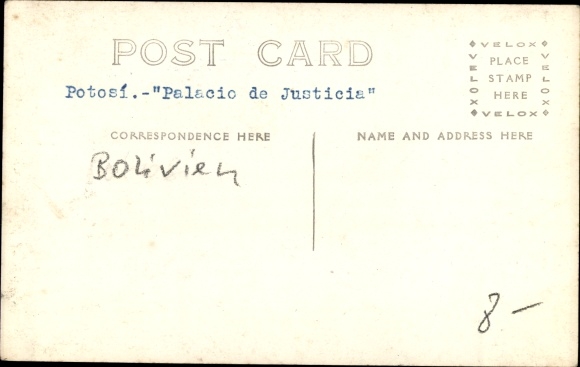 POST CARD
Potosí.-"Palacio de Justicia"
VELOX
VELOX
PLACE
STAMP
HERE
VELOX
VELOX
CORRESPONDENCE HERE
NAME AND ADDRESS HERE
Bolivien
8-